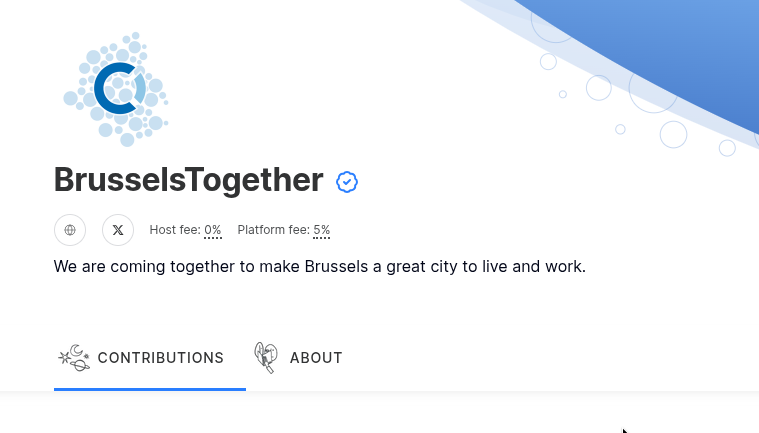 BrusselsTogether
Host fee: 0% Platform fee: 5%
We are coming together to make Brussels a great city to live and work.
CONTRIBUTIONS ABOUT